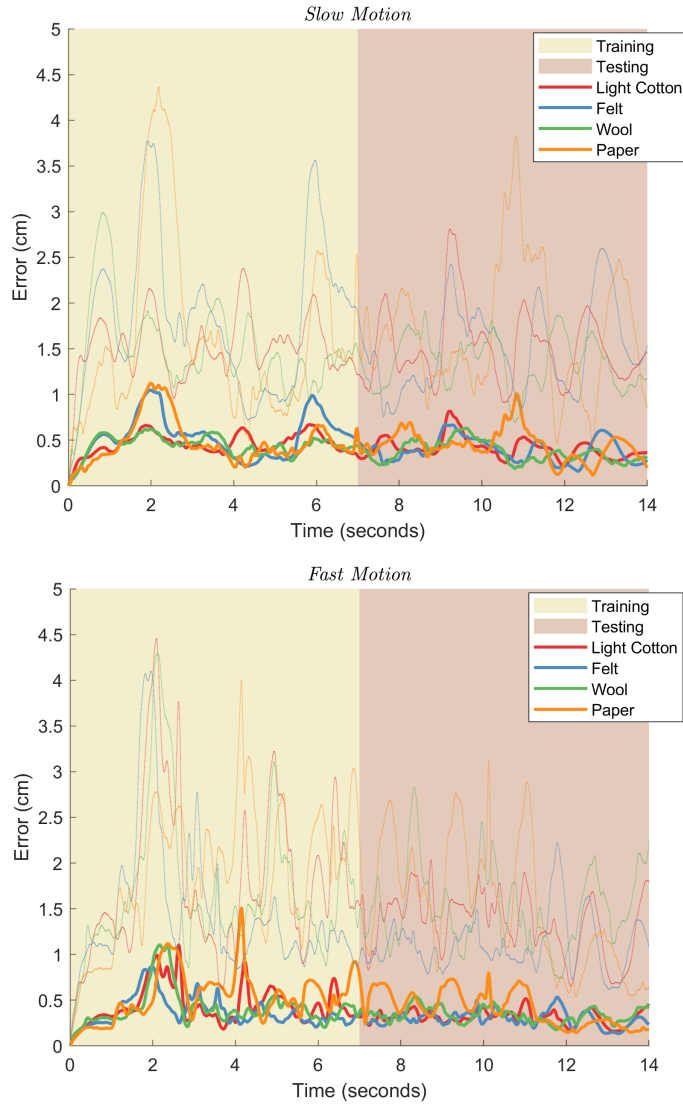 Slow Motion
5
4.5
4
3.5
3
2.5
2
1.5
1
0.5
0
Error (cm)
Training
Testing
Light Cotton
Felt
Wool
Paper
0 2 4 6 8 10 12 14
Time (seconds)
Fast Motion
5
4.5
4
3.5
3
2.5
2
1.5
1
0.5
0
Error (cm)
Training
Testing
Light Cotton
Felt
Wool
Paper
0 2 4 6 8 10 12 14
Time (seconds)